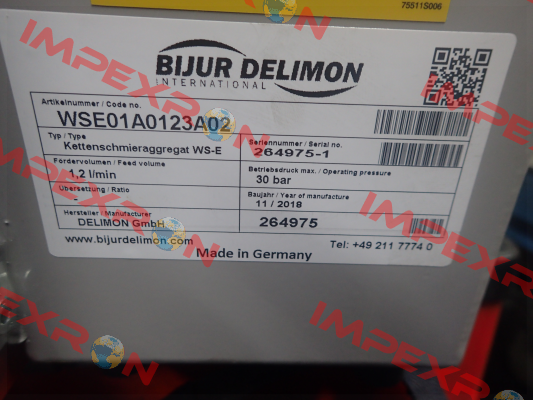 75511S006
BIJUR DELIMON
INTERNATIONAL
Artikelnummer / Code no.
WSE01A0123A02
Typ / Type
Kettenschmieraggregat WS-E
Seriennummer / Serial no.
264975-1
Fördervolumen / Feed volume
1,2 l/min
Betriebsdruck max. / Operating pressure
30 bar
Übersetzung / Ratio
-
Baujahr / Year of manufacture
11 / 2018
Hersteller / Manufacturer
DELIMON GmbH
264975
www.bijurdelimon.com
Tel: +49 211 7774 0
Made in Germany
IMPEXRON
IMPEXRON
IMPEXRON
IMPEXRON
IMPEXRON